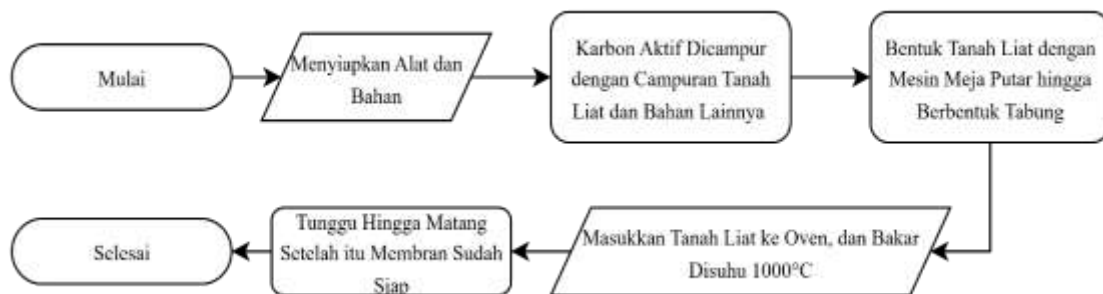 Mulai
Menyiapkan Alat dan
Bahan
Karbon Aktif Dicampur
dengan Campuran Tanah
Liat dan Bahan Lainnya
Bentuk Tanah Liat dengan
Mesin Meja Putar hingga
Berbentuk Tabung
Masukkan Tanah Liat ke Oven, dan Bakar
Disuhu 1000°C
Tunggu Hingga Matang
Setelah itu Membran Sudah
Siap
Selesai